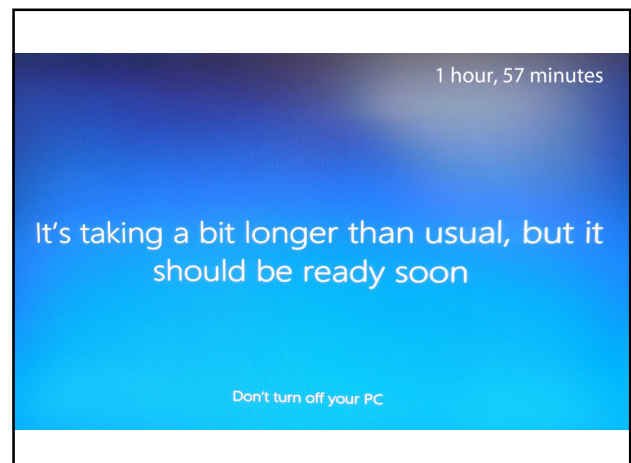 1 hour, 57 minutes
It's taking a bit longer than usual, but it
should be ready soon
Don't turn off your PC